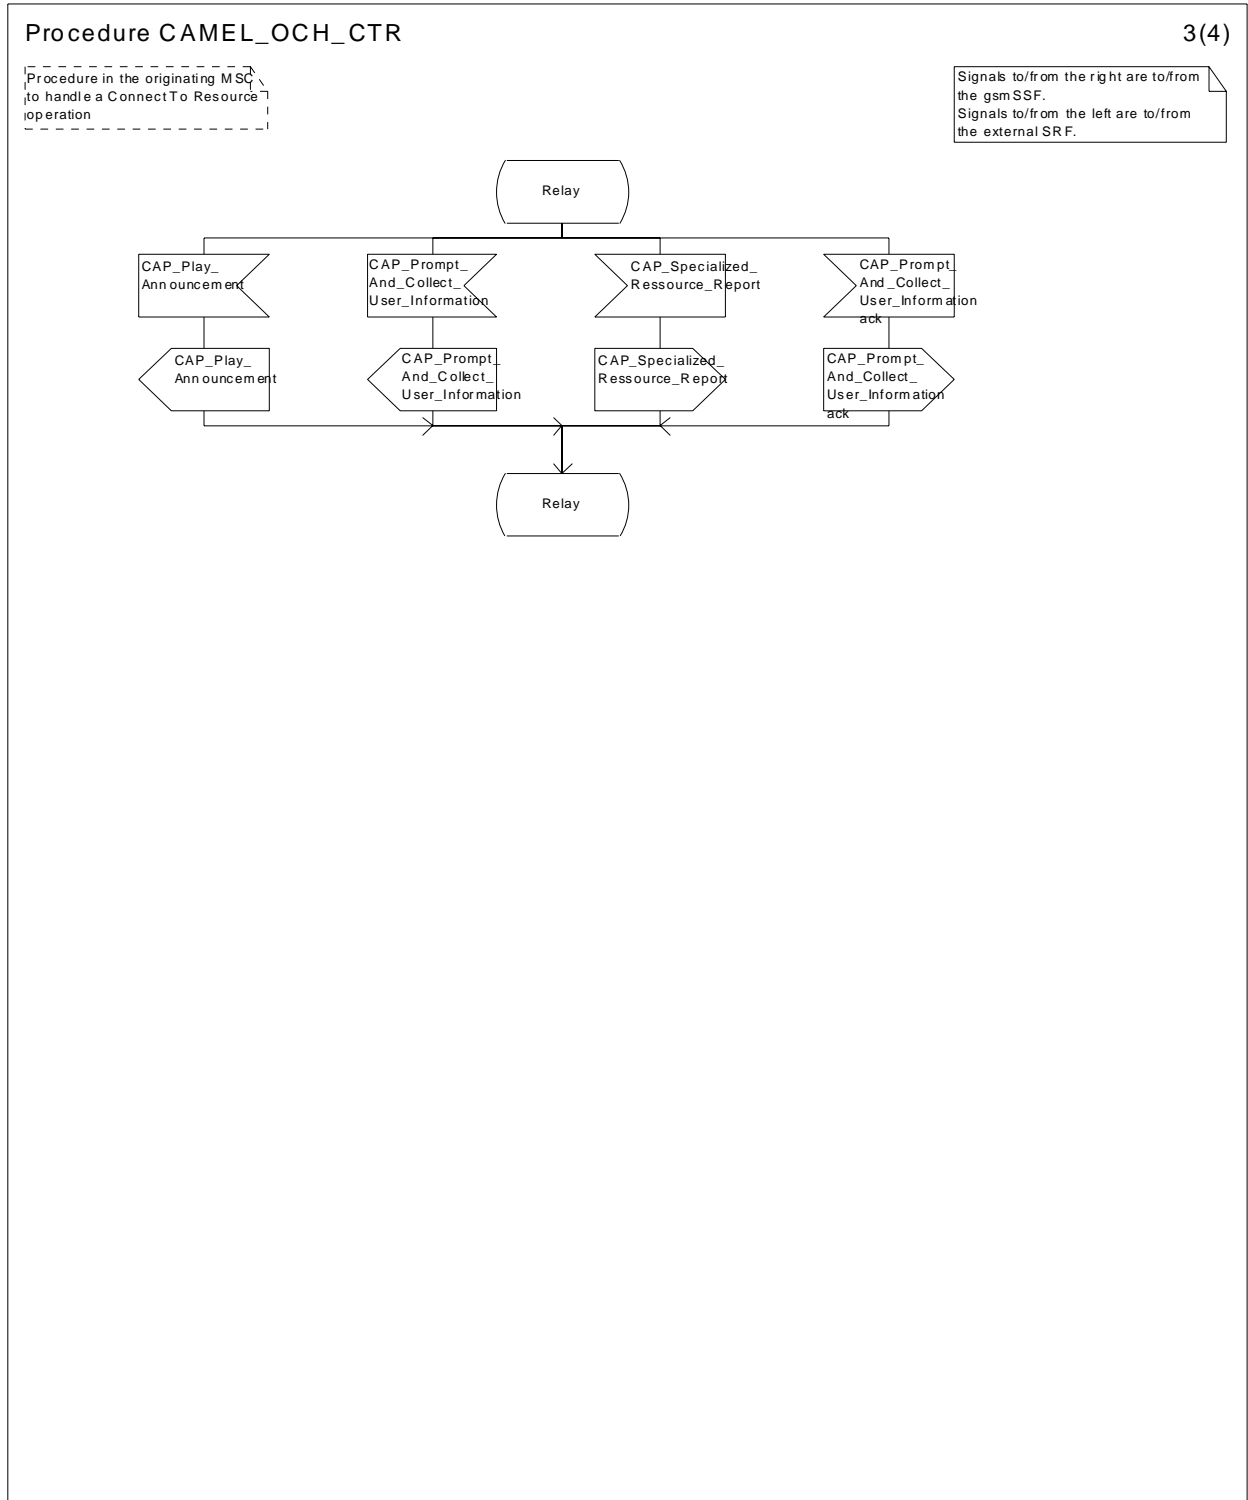 Procedure CAMEL_OCH_CTR
3(4)
Procedure in the originating MSC
to handle a Connect To Resource
operation
Signals to/from the right are to/from
the gsmSSF.
Signals to/from the left are to/from
the external SRF.
Relay
CAP_Play_
Announcement
CAP_Prompt_
And_Collect_
User_Information
CAP_Specialized_
Ressource_Report
CAP_Prompt_
And_Collect_
User_Information
ack
CAP_Play_
Announcement
CAP_Prompt_
And_Collect_
User_Information
CAP_Specialized_
Ressource_Report
CAP_Prompt_
And_Collect_
User_Information
ack
Relay